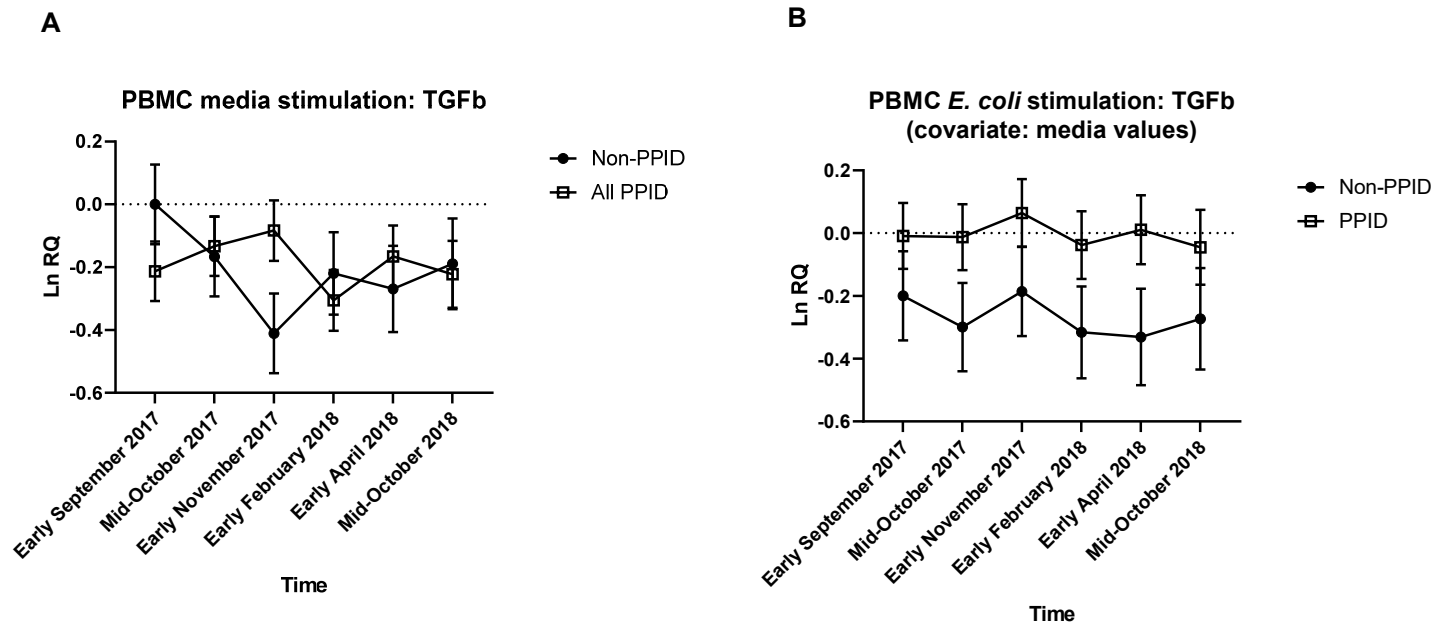 A
PBMC media stimulation: TGFb
Ln RQ
0.2
0.0
-0.2
-0.4
-0.6
Non-PPID
All PPID
Early September 2017
Mid-October 2017
Early November 2017
Early February 2018
Early April 2018
Mid-October 2018
Time
B
PBMC E. coli stimulation: TGFb
(covariate: media values)
Ln RQ
0.2
0.0
-0.2
-0.4
-0.6
Non-PPID
PPID
Early September 2017
Mid-October 2017
Early November 2017
Early February 2018
Early April 2018
Mid-October 2018
Time